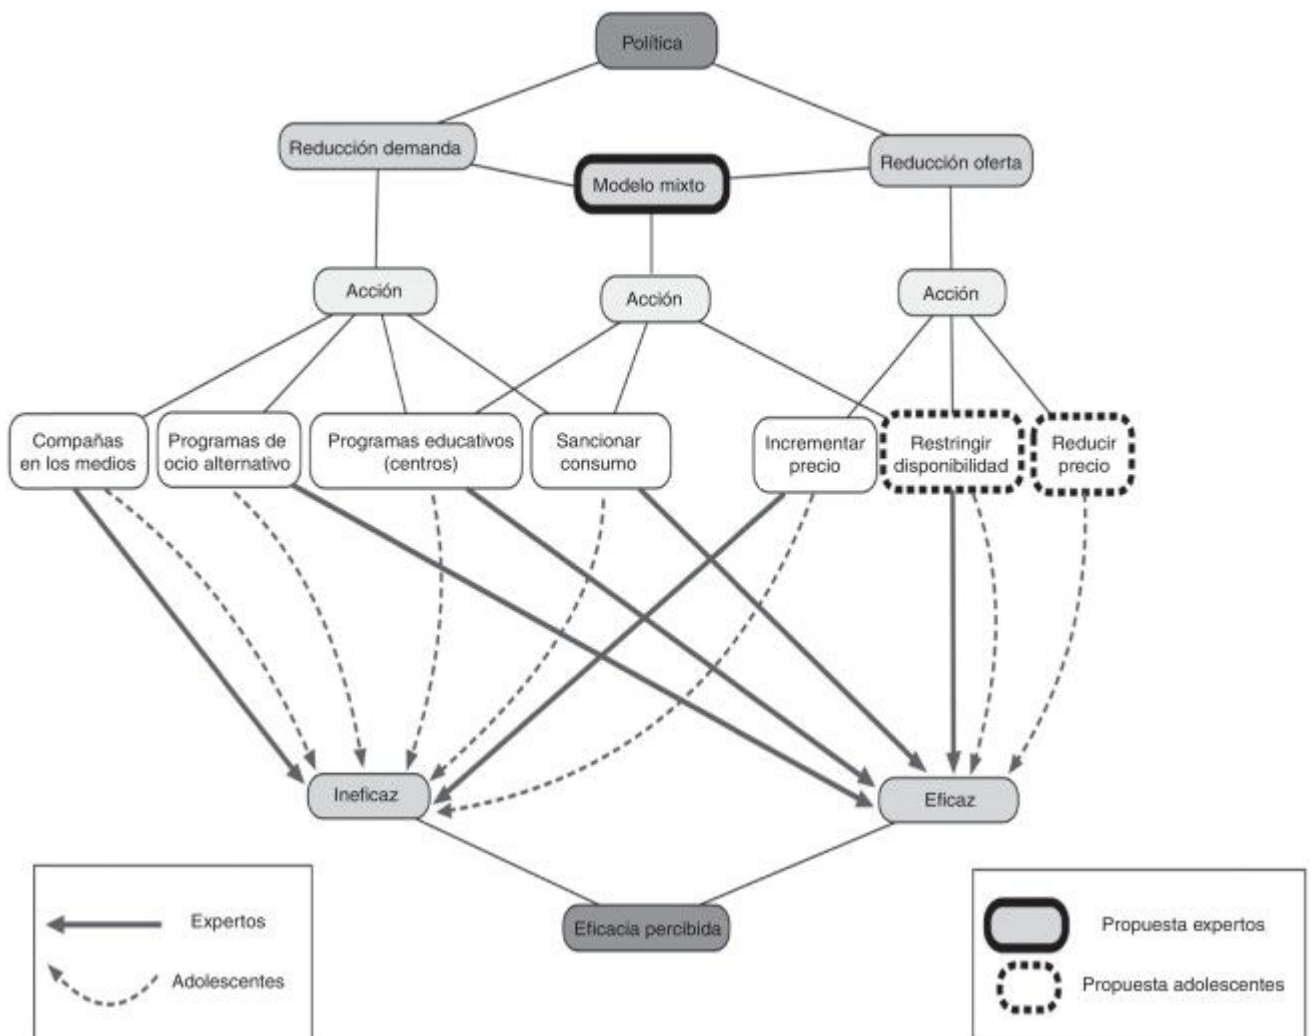 Política
Reducción demanda
Modelo mixto
Reducción oferta
Acción
Acción
Acción
Compañas
en los medios
Programas de
ocio alternativo
Programas educativos
(centros)
Sancionar
consumo
Incrementar
precio
Restringir
disponibilidad
Reducir
precio
Ineficaz
Eficaz
Eficacia percibida
Expertos
Adolescentes
Propuesta expertos
Propuesta adolescentes